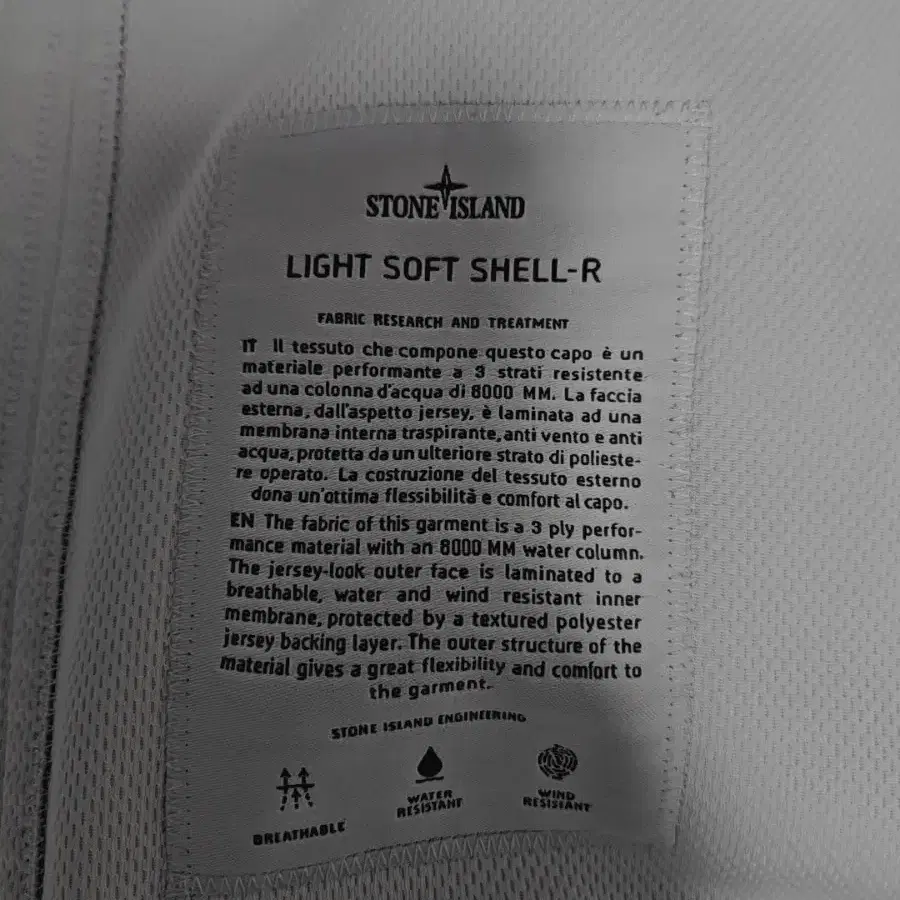 STONE ISLAND
LIGHT SOFT SHELL-R
FABRIC RESEARCH AND TREATMENT
IT Il tessuto che compone questo capo è un
materiale performante a 3 strati resistente
ad una colonna d'acqua di 8000 MM. La faccia
esterna, dall'aspetto jersey, è laminata ad una
membrana interna traspirante, anti vento e anti
acqua, protetta da un ulteriore strato di polieste-
re operato. La costruzione del tessuto esterno
dona un'ottima flessibilità e comfort al capo.
EN The fabric of this garment is a 3 ply perfor-
mance material with an 8000 MM water column.
The jersey-look outer face is laminated to a
breathable, water and wind resistant inner
membrane, protected by a textured polyester
jersey backing layer. The outer structure of the
material gives a great flexibility and comfort to
the garment.
STONE ISLAND ENGINEERING
BREATHABLE
WATER
RESISTANT
WIND
RESISTANT